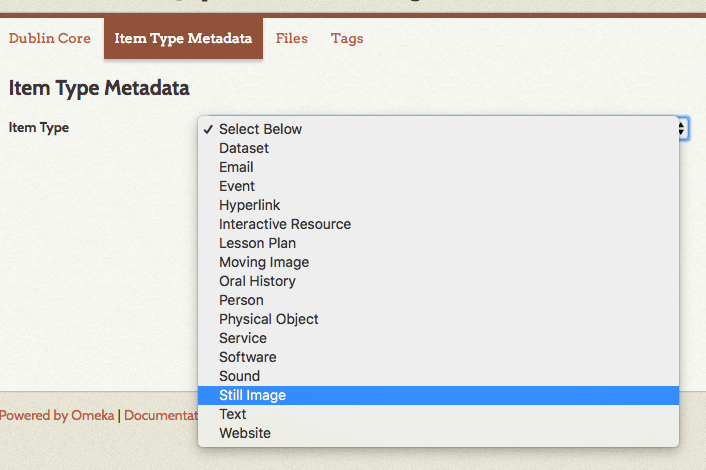 Dublin Core Item Type Metadata Files Tags
Item Type Metadata
Item Type
✓ Select Below
Dataset
Email
Event
Hyperlink
Interactive Resource
Lesson Plan
Moving Image
Oral History
Person
Physical Object
Service
Software
Sound
Still Image
Text
Website
Powered by Omeka | Documentat